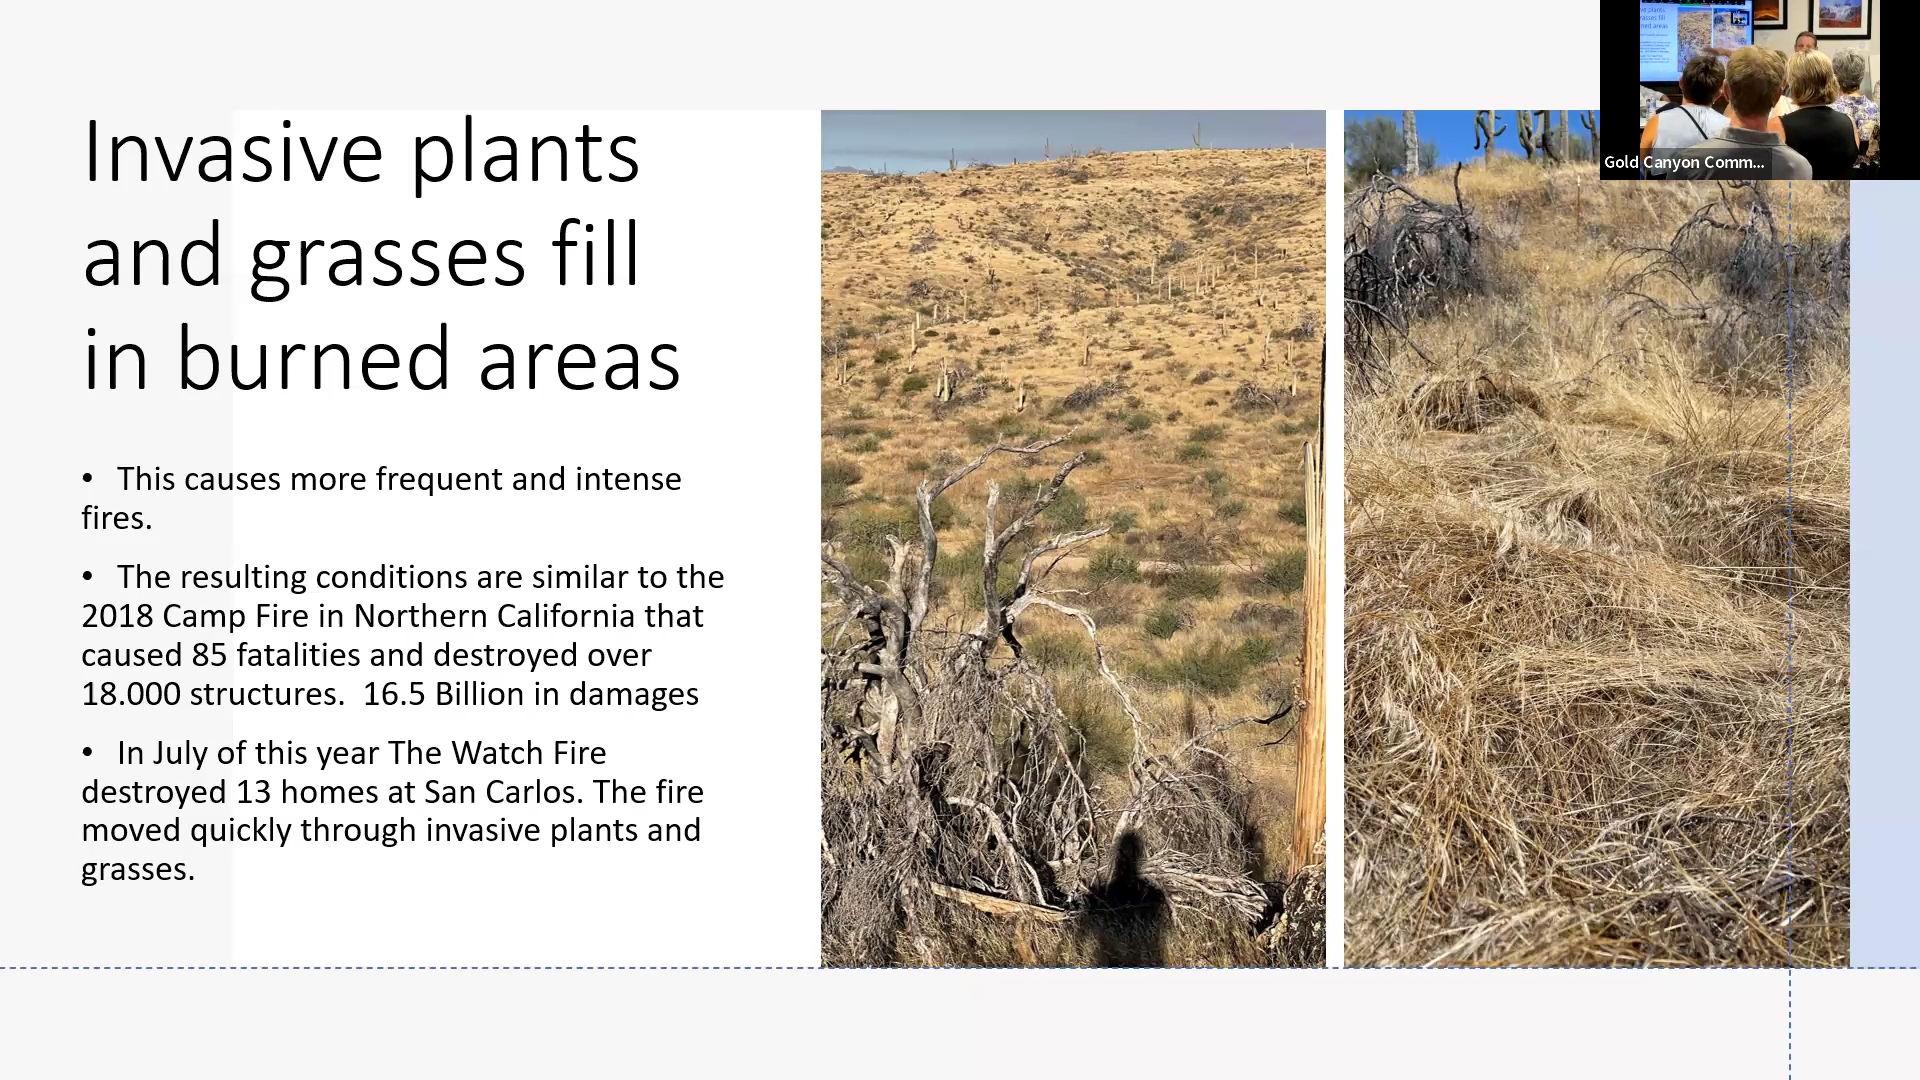 Invasive plants
and grasses fill
in burned areas
• This causes more frequent and intense
fires.
• The resulting conditions are similar to the
2018 Camp Fire in Northern California that
caused 85 fatalities and destroyed over
18.000 structures.  16.5 Billion in damages
• In July of this year The Watch Fire
destroyed 13 homes at San Carlos. The fire
moved quickly through invasive plants and
grasses.
Gold Canyon Comm...